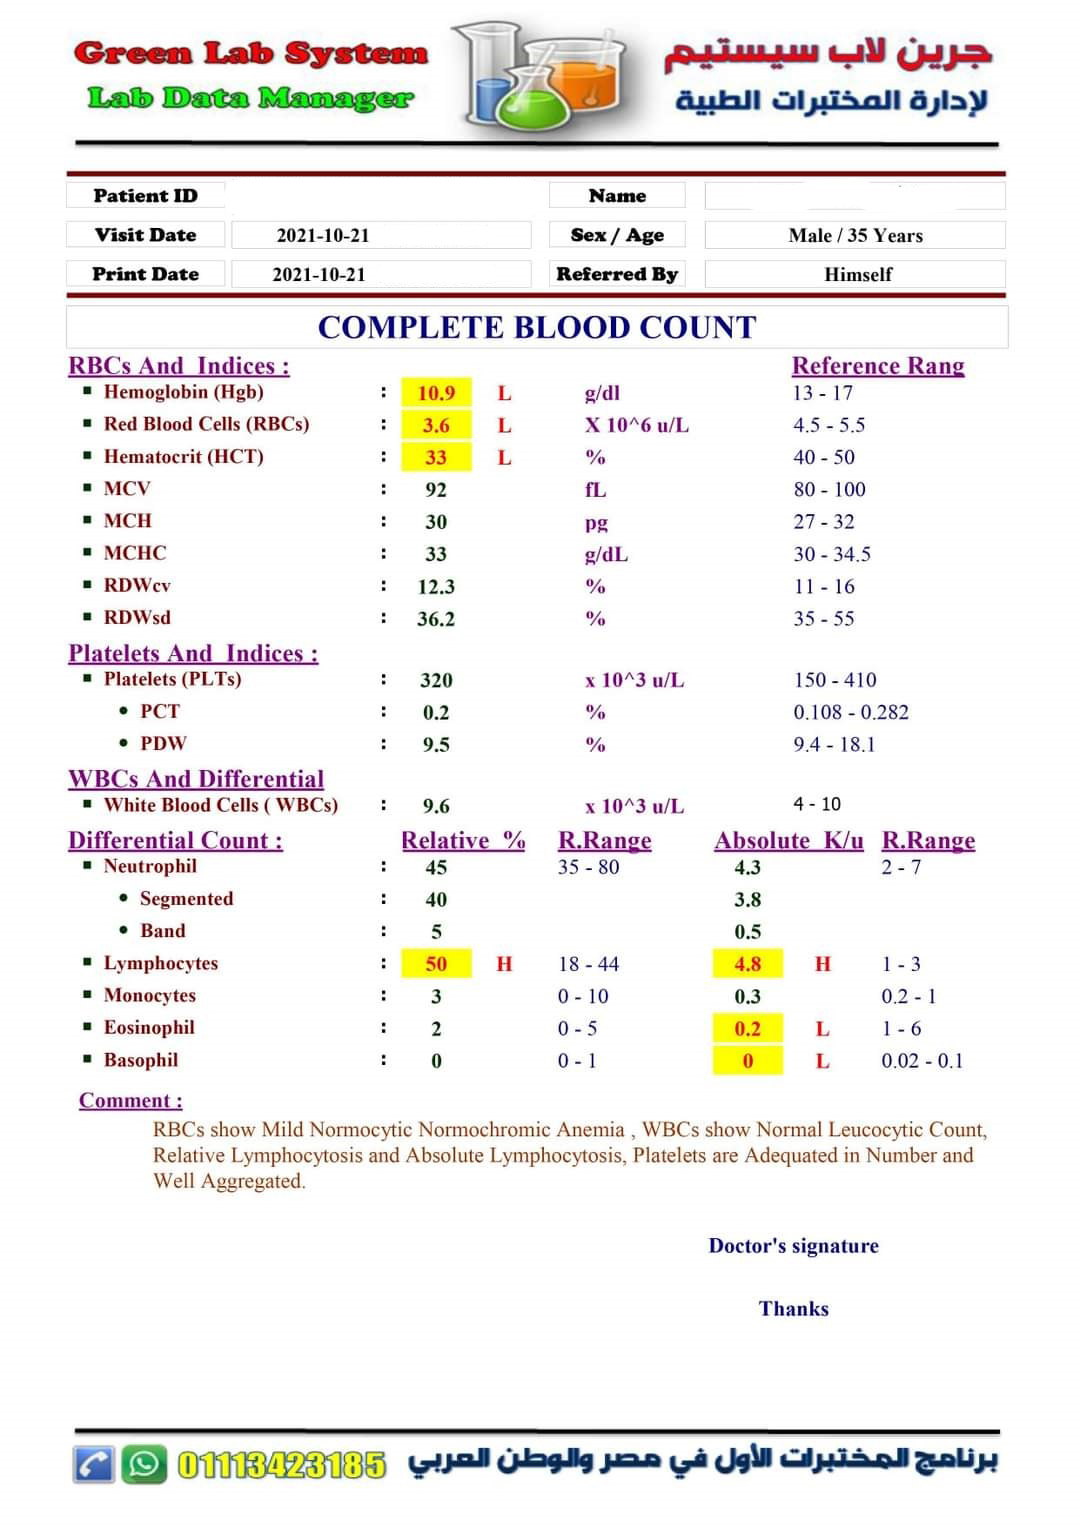 Green Lab System
Lab Data Manager
جرين لاب سيستيم
لإدارة المختبرات الطبية
Patient ID Name
Visit Date 2021-10-21 Sex / Age Male / 35 Years
Print Date 2021-10-21 Referred By Himself
COMPLETE BLOOD COUNT
RBCs And Indices : Reference Rang
Hemoglobin (Hgb) : 10.9 L g/dl 13 - 17
Red Blood Cells (RBCs) : 3.6 L X 10^6 u/L 4.5 - 5.5
Hematocrit (HCT) : 33 L % 40 - 50
MCV : 92 fL 80 - 100
MCH : 30 pg 27 - 32
MCHC : 33 g/dL 30 - 34.5
RDWcv : 12.3 % 11 - 16
RDWsd : 36.2 % 35 - 55
Platelets And Indices :
Platelets (PLTs) : 320 x 10^3 u/L 150 - 410
PCT : 0.2 % 0.108 - 0.282
PDW : 9.5 % 9.4 - 18.1
WBCs And Differential
White Blood Cells ( WBCs) : 9.6 x 10^3 u/L 4 - 10
Differential Count : Relative % R.Range Absolute K/u R.Range
Neutrophil : 45 35 - 80 4.3 2 - 7
Segmented : 40 3.8
Band : 5 0.5
Lymphocytes : 50 H 18 - 44 4.8 H 1 - 3
Monocytes : 3 0 - 10 0.3 0.2 - 1
Eosinophil : 2 0 - 5 0.2 L 1 - 6
Basophil : 0 0 - 1 0 L 0.02 - 0.1
Comment :
RBCs show Mild Normocytic Normochromic Anemia , WBCs show Normal Leucocytic Count,
Relative Lymphocytosis and Absolute Lymphocytosis, Platelets are Adequated in Number and
Well Aggregated.
Doctor's signature
Thanks
01113423185 برنامج المختبرات الأول في مصر والوطن العربي